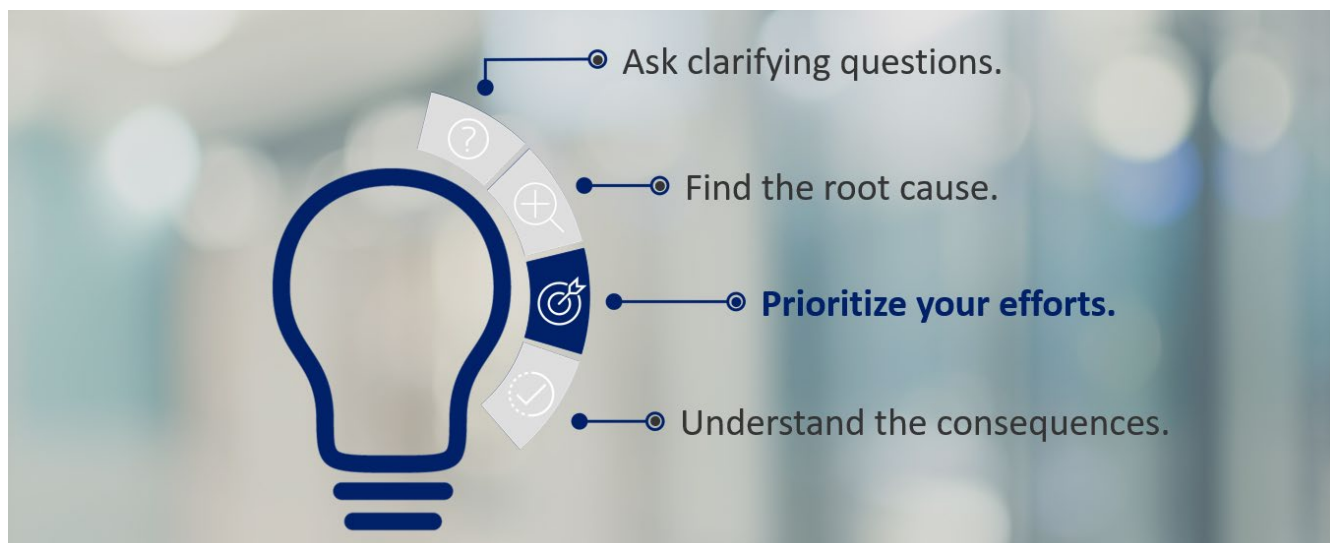 Ask clarifying questions.
Find the root cause.
Prioritize your efforts.
Understand the consequences.